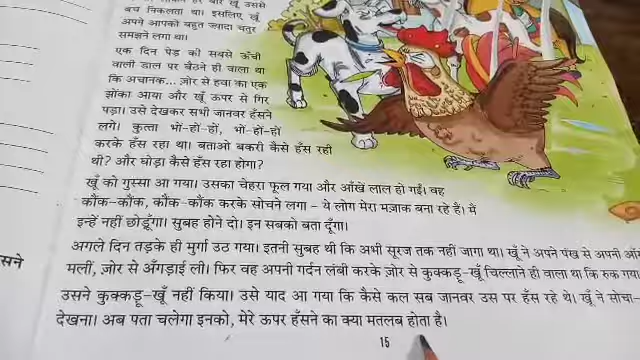 बच निकलता था। इसलिए खूँ
अपने आपको बहुत ज़्यादा चतुर
समझने लगा था।
एक दिन पेड़ की सबसे ऊँची
वाली डाल पर बैठने ही वाला था
कि अचानक... ज़ोर से हवा का एक
झोंका आया और खूँ ऊपर से गिर
पड़ा। उसे देखकर सभी जानवर हँसने
लगे। कुत्ता भो-हो-हो, भो-हो-हो
करके हँस रहा था। बताओ बकरी कैसे हँस रही
थी? और घोड़ा कैसे हँस रहा होगा?
खूँ को गुस्सा आ गया। उसका चेहरा फूल गया और आँखें लाल हो गईं। वह
कौंक-कौंक, कौंक-कौंक करके सोचने लगा – ये लोग मेरा मज़ाक बना रहे हैं। मैं
इन्हें नहीं छोड़ूँगा। सुबह होने दो। इन सबको बता दूँगा।
अगले दिन तड़के ही मुर्गा उठ गया। इतनी सुबह थी कि अभी सूरज तक नहीं जागा था। खूँ ने अपने पंख से अपनी
सने
मलीं, ज़ोर से अँगड़ाई ली। फिर वह अपनी गर्दन लंबी करके ज़ोर से कुक्कड़ू-खूँ चिल्लाने ही वाला था कि रुक गया
उसने कुक्कड़ू-खूँ नहीं किया। उसे याद आ गया कि कैसे कल सब जानवर उस पर हँस रहे थे। खूँ ने सोचा-
देखना। अब पता चलेगा इनको, मेरे ऊपर हँसने का क्या मतलब होता है।
15